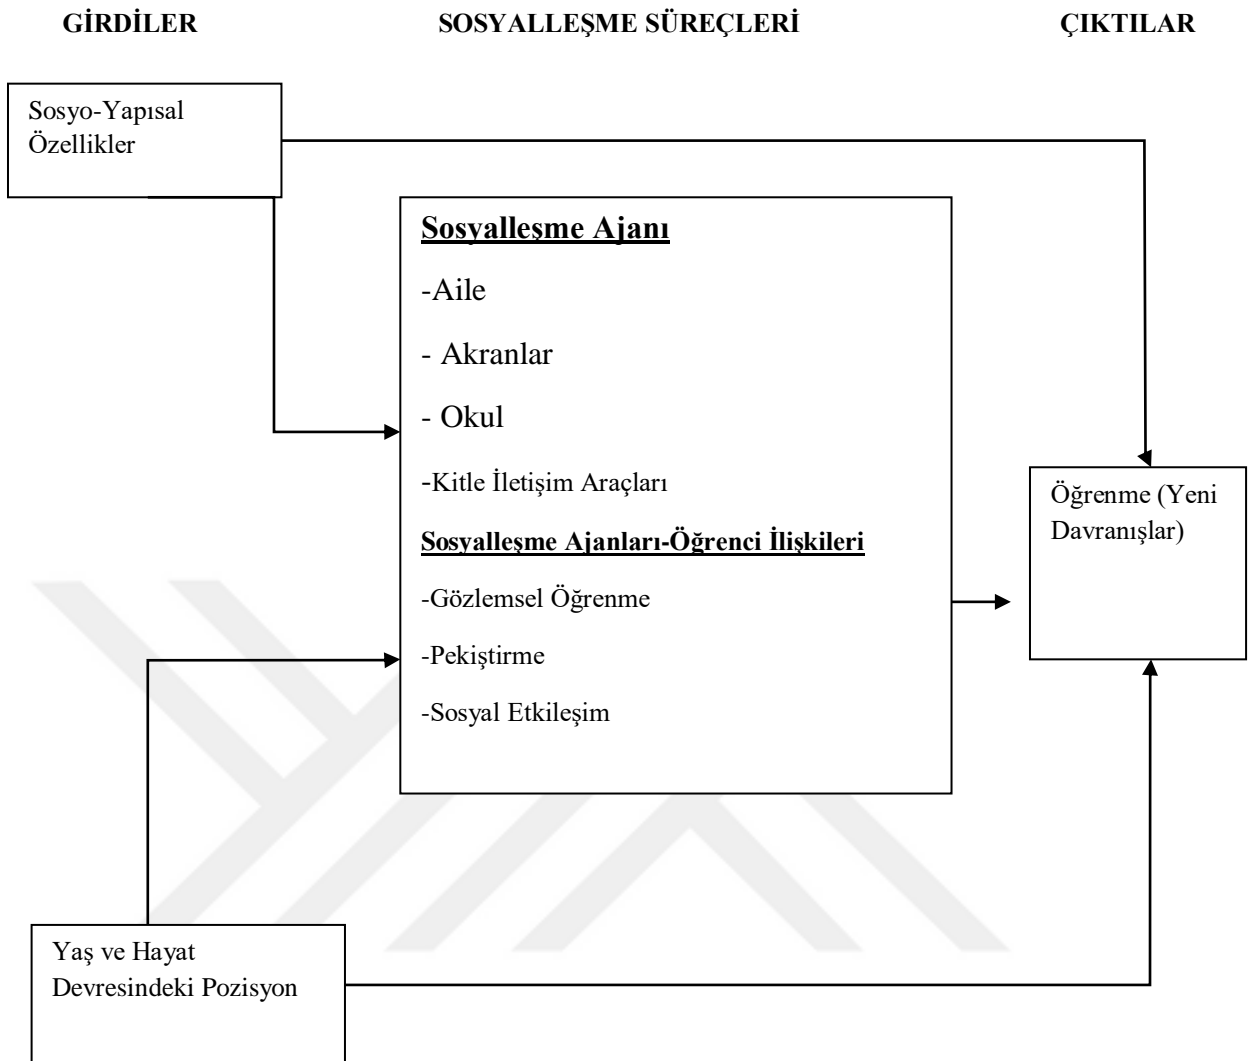 GİRDİLER SOSYALLEŞME SÜREÇLERİ ÇIKTILAR
Sosyo-Yapısal
Özellikler
Sosyalleşme Ajanı
-Aile
- Akranlar
- Okul
-Kitle İletişim Araçları
Sosyalleşme Ajanları-Öğrenci İlişkileri
-Gözlemsel Öğrenme
-Pekiştirme
-Sosyal Etkileşim
Öğrenme (Yeni
Davranışlar)
Yaş ve Hayat
Devresindeki Pozisyon